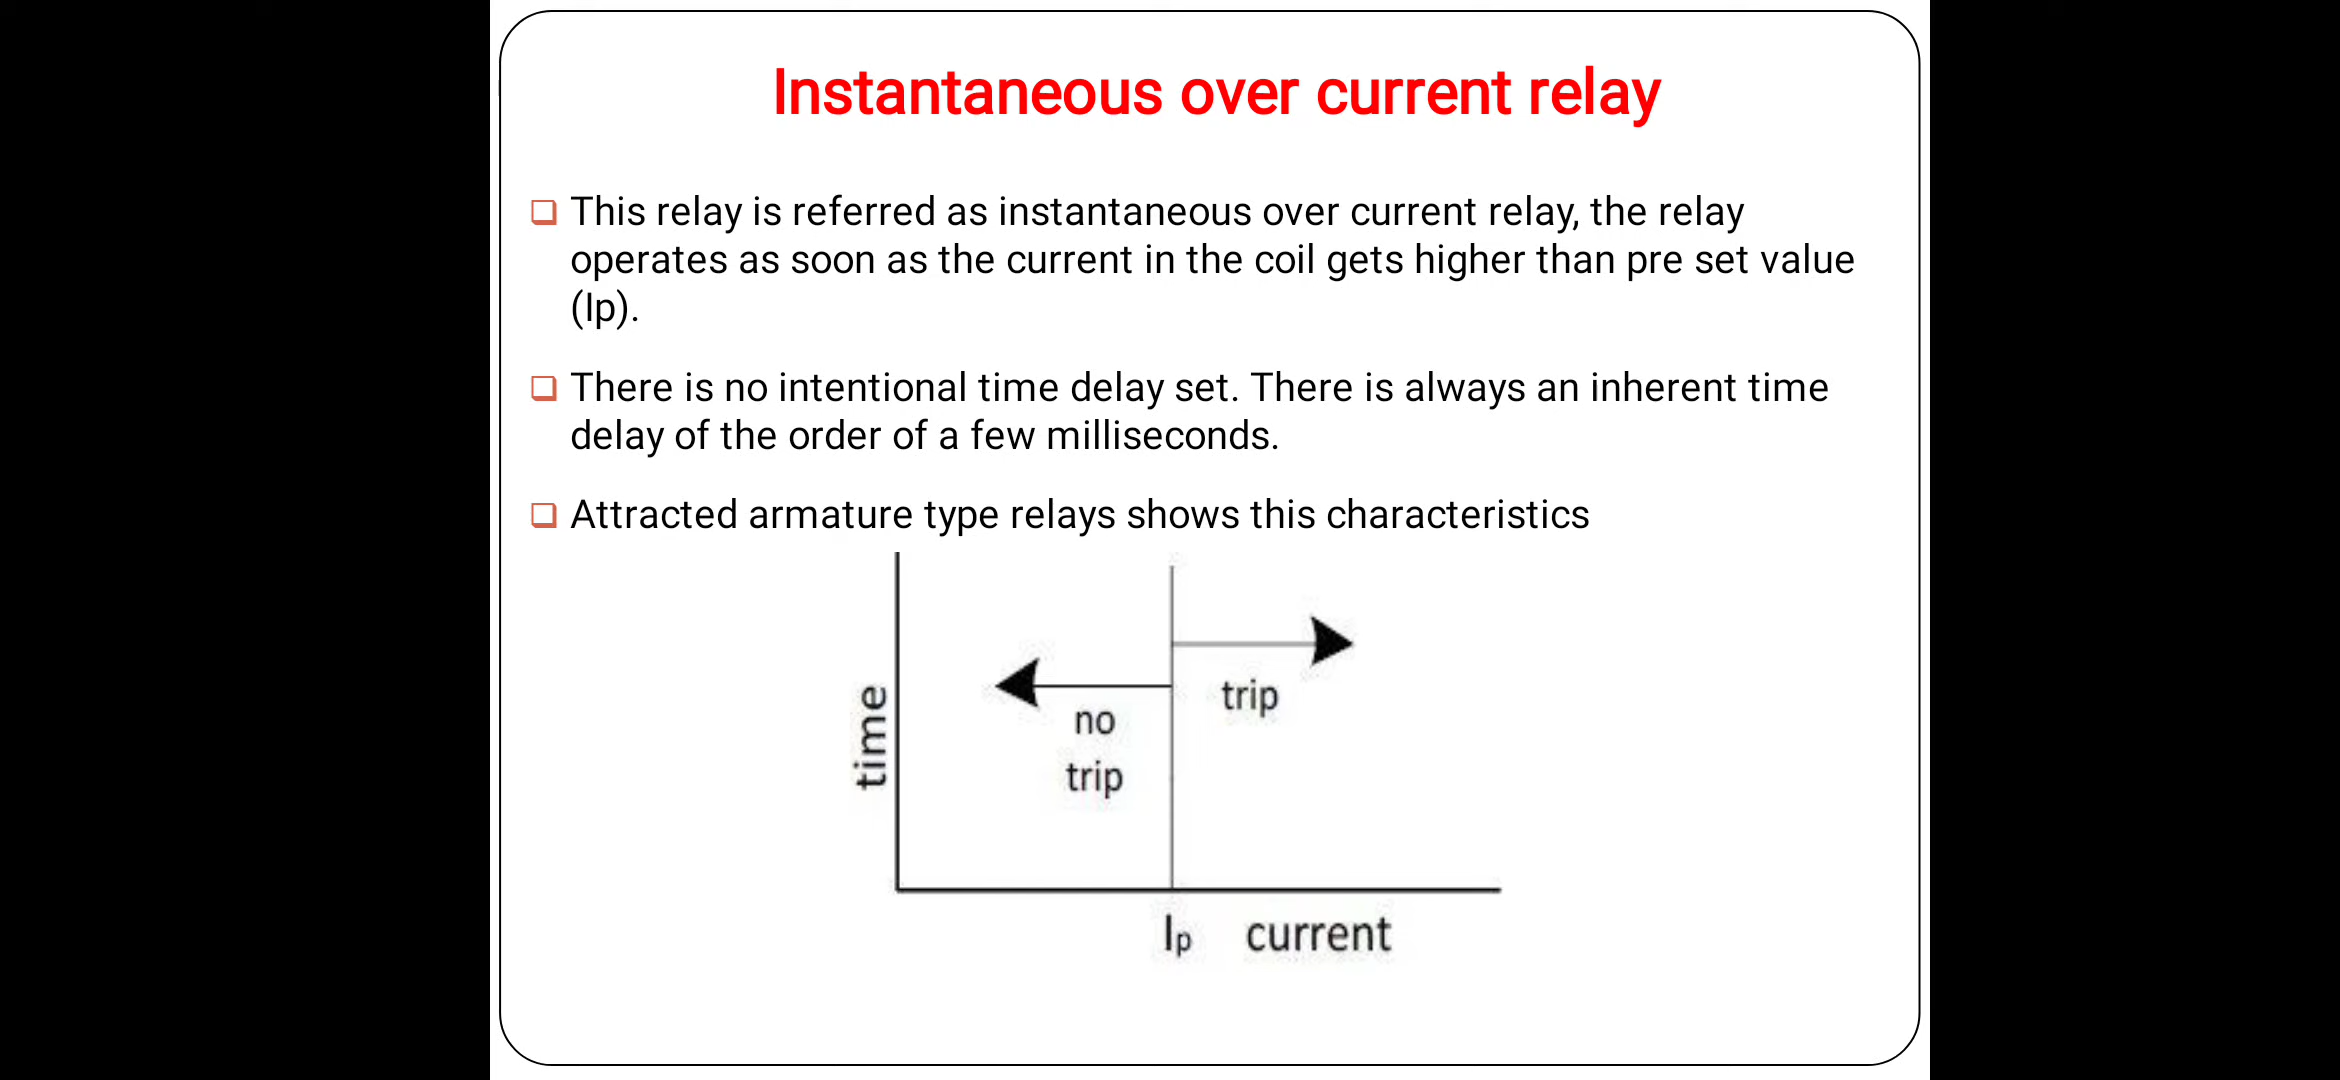 Instantaneous over current relay
This relay is referred as instantaneous over current relay, the relay
operates as soon as the current in the coil gets higher than pre set value
(Ip).
There is no intentional time delay set. There is always an inherent time
delay of the order of a few milliseconds.
Attracted armature type relays shows this characteristics
time
no
trip
trip
Ip current